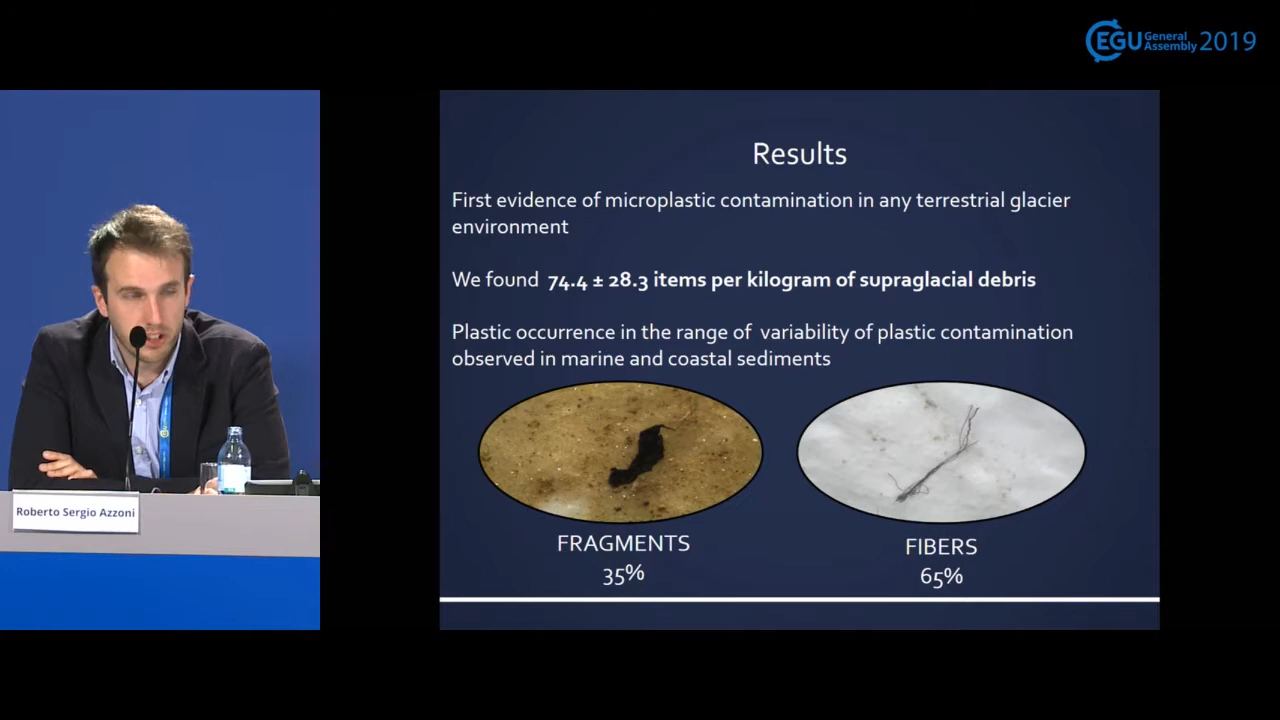 EGU General Assembly 2019
Results
First evidence of microplastic contamination in any terrestrial glacier
environment
We found 74.4 ± 28.3 items per kilogram of supraglacial debris
Plastic occurrence in the range of variability of plastic contamination
observed in marine and coastal sediments
FRAGMENTS
35%
FIBERS
65%
Roberto Sergio Azzoni